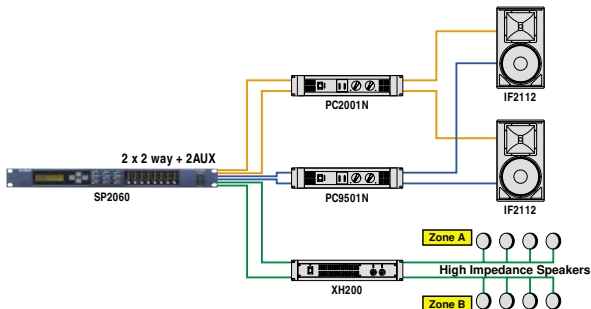 PC2001N
IF2112
2 x 2 way + 2AUX
SP2060
PC9501N
IF2112
Zone A
High Impedance Speakers
XH200
Zone B